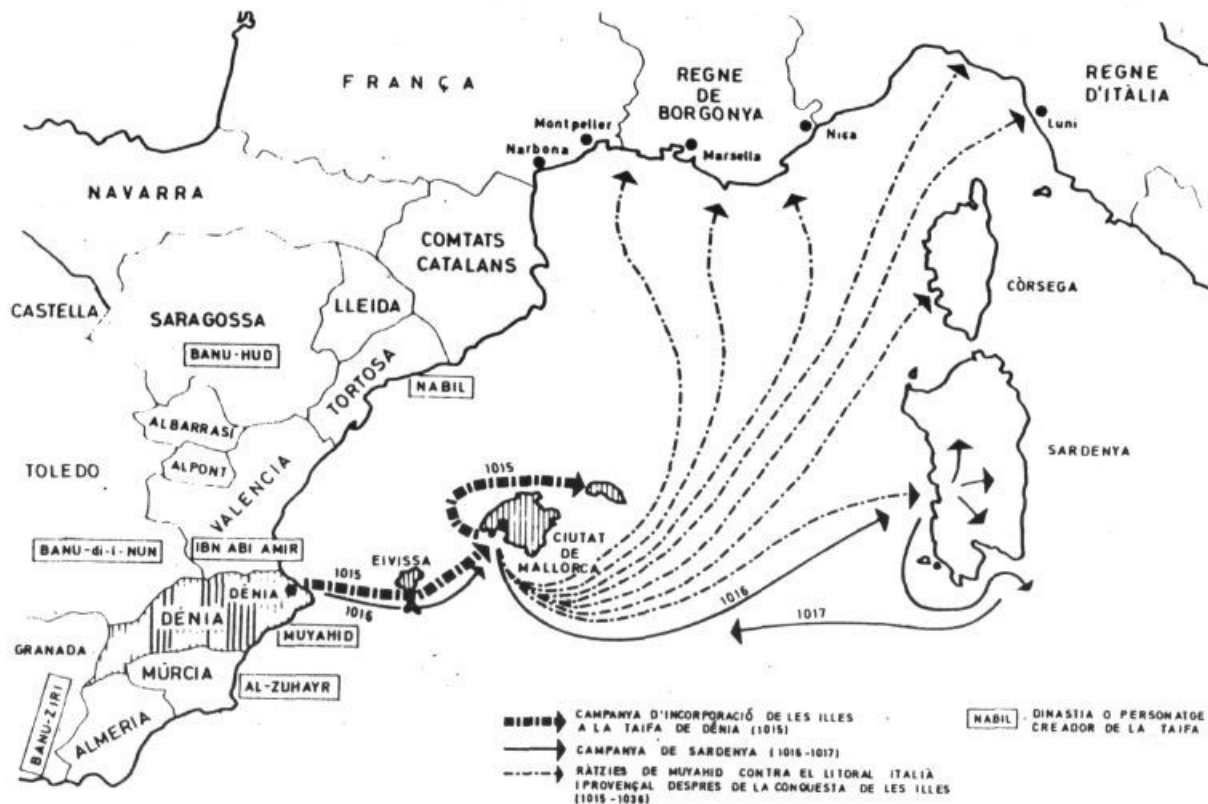 FRANÇA
REGNE
DE
BORGONYA
REGNE
D'ITÀLIA
Luni
Niça
Montpeller
Marsella
Narbona
NAVARRA
COMTATS
CATALANS
CÒRSEGA
CASTELLA
LLEIDA
SARAGOSSA
BANU-HUD
TORTOSA
NABIL
ALBARRASÍ
SARDENYA
TOLEDO
ALPONT
VALENCIA
1015
CIUTAT
DE
MALLORCA
BANU-di-l-NUN
IBN ABI AMIR
EIVISSA
1015
1016
DÉNIA
DÉNIA
1016
1017
MUYAHID
GRANADA
MÚRCIA
AL-ZUHAYR
BANU-ZIRI
ALMERIA
CAMPANYA D'INCORPORACIÓ DE LES ILLES
A LA TAIFA DE DÉNIA (1015)
CAMPANYA DE SARDENYA (1016-1017)
RÀTZIES DE MUYAHID CONTRA EL LITORAL ITALIÀ
I PROVENÇAL DESPRES DE LA CONQUESTA DE LES ILLES
(1015-1036)
NABIL
DINASTIA O PERSONATGE
CREADOR DE LA TAIFA